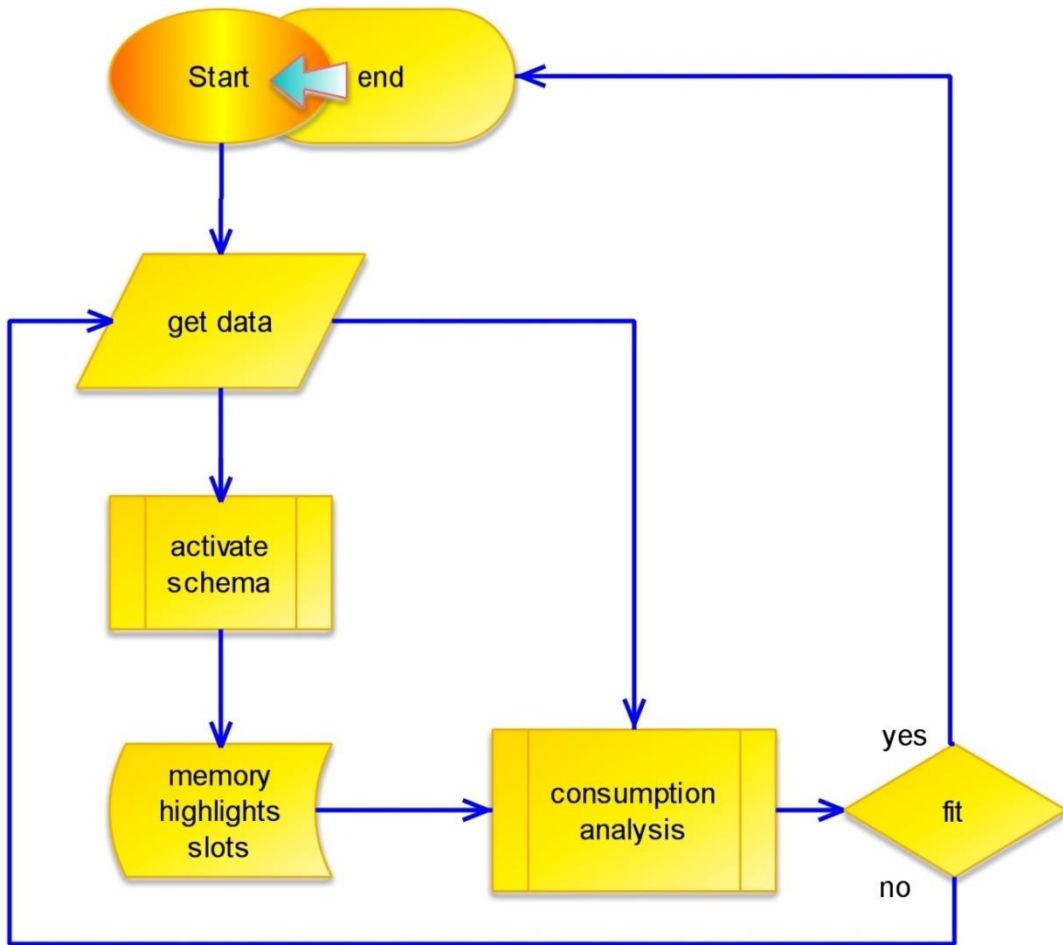 Start
end
get data
activate
schema
memory
highlights
slots
consumption
analysis
yes
fit
no